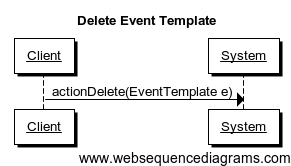 Delete Event Template
Client
System
actionDelete(EventTemplate e)
Client
System
www.websequencediagrams.com